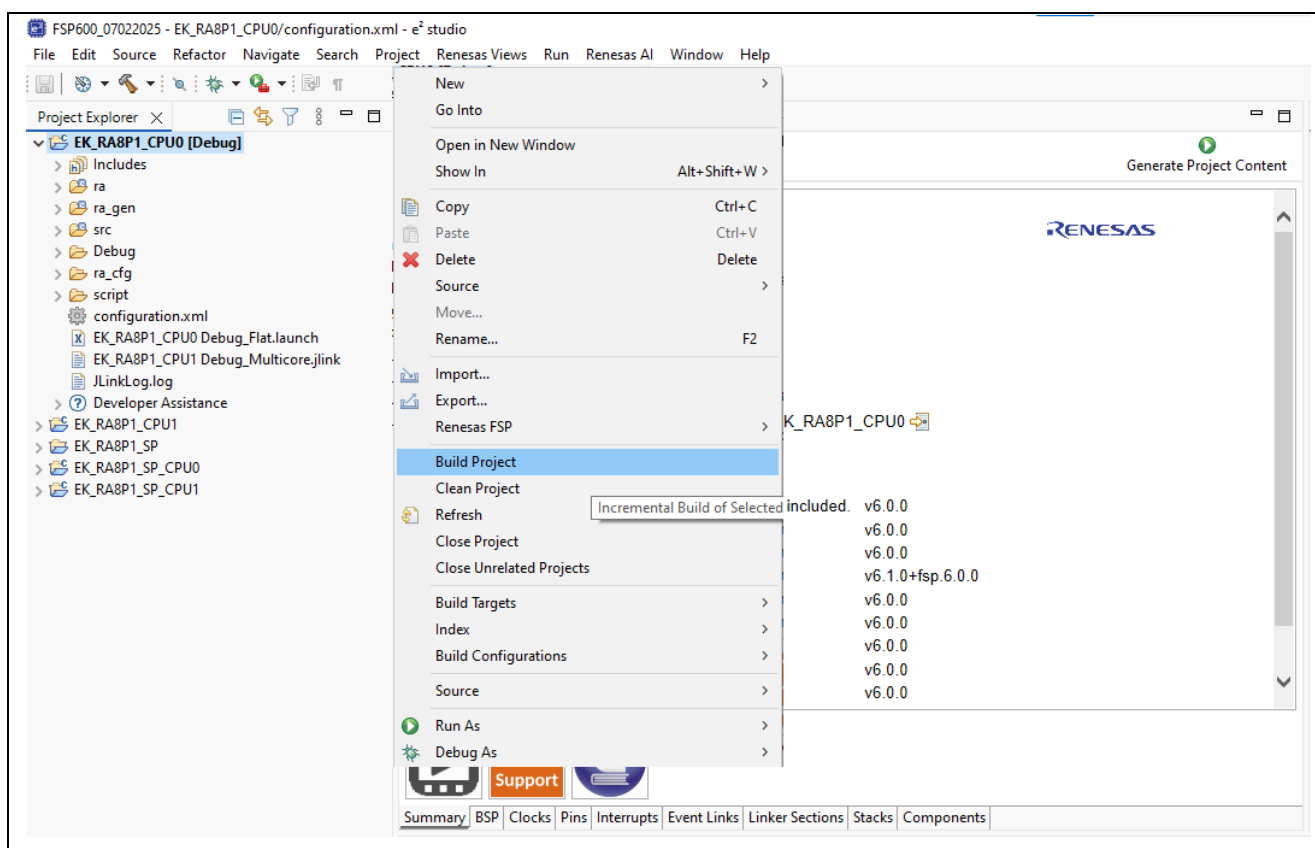 FSP600_07022025 - EK_RA8P1_CPU0/configuration.xml - e² studio
File Edit Source Refactor Navigate Search Project Renesas Views Run Renesas AI Window Help
Project Explorer
EK_RA8P1_CPU0 [Debug]
Includes
ra
ra_gen
src
Debug
ra_cfg
script
configuration.xml
EK_RA8P1_CPU0 Debug_Flat.launch
EK_RA8P1_CPU1 Debug_Multicore.jlink
JLinkLog.log
Developer Assistance
EK_RA8P1_CPU1
EK_RA8P1_SP
EK_RA8P1_SP_CPU0
EK_RA8P1_SP_CPU1
New
Go Into
Open in New Window
Show In Alt+Shift+W
Copy Ctrl+C
Paste Ctrl+V
Delete Delete
Source
Move...
Rename... F2
Import...
Export...
Renesas FSP
Build Project
Clean Project
Refresh
Close Project
Close Unrelated Projects
Build Targets
Index
Build Configurations
Source
Run As
Debug As
Incremental Build of Selected
Generate Project Content
RENESAS
K_RA8P1_CPU0
included. v6.0.0
v6.0.0
v6.0.0
v6.1.0+fsp.6.0.0
v6.0.0
v6.0.0
v6.0.0
v6.0.0
v6.0.0
Support
Summary BSP Clocks Pins Interrupts Event Links Linker Sections Stacks Components